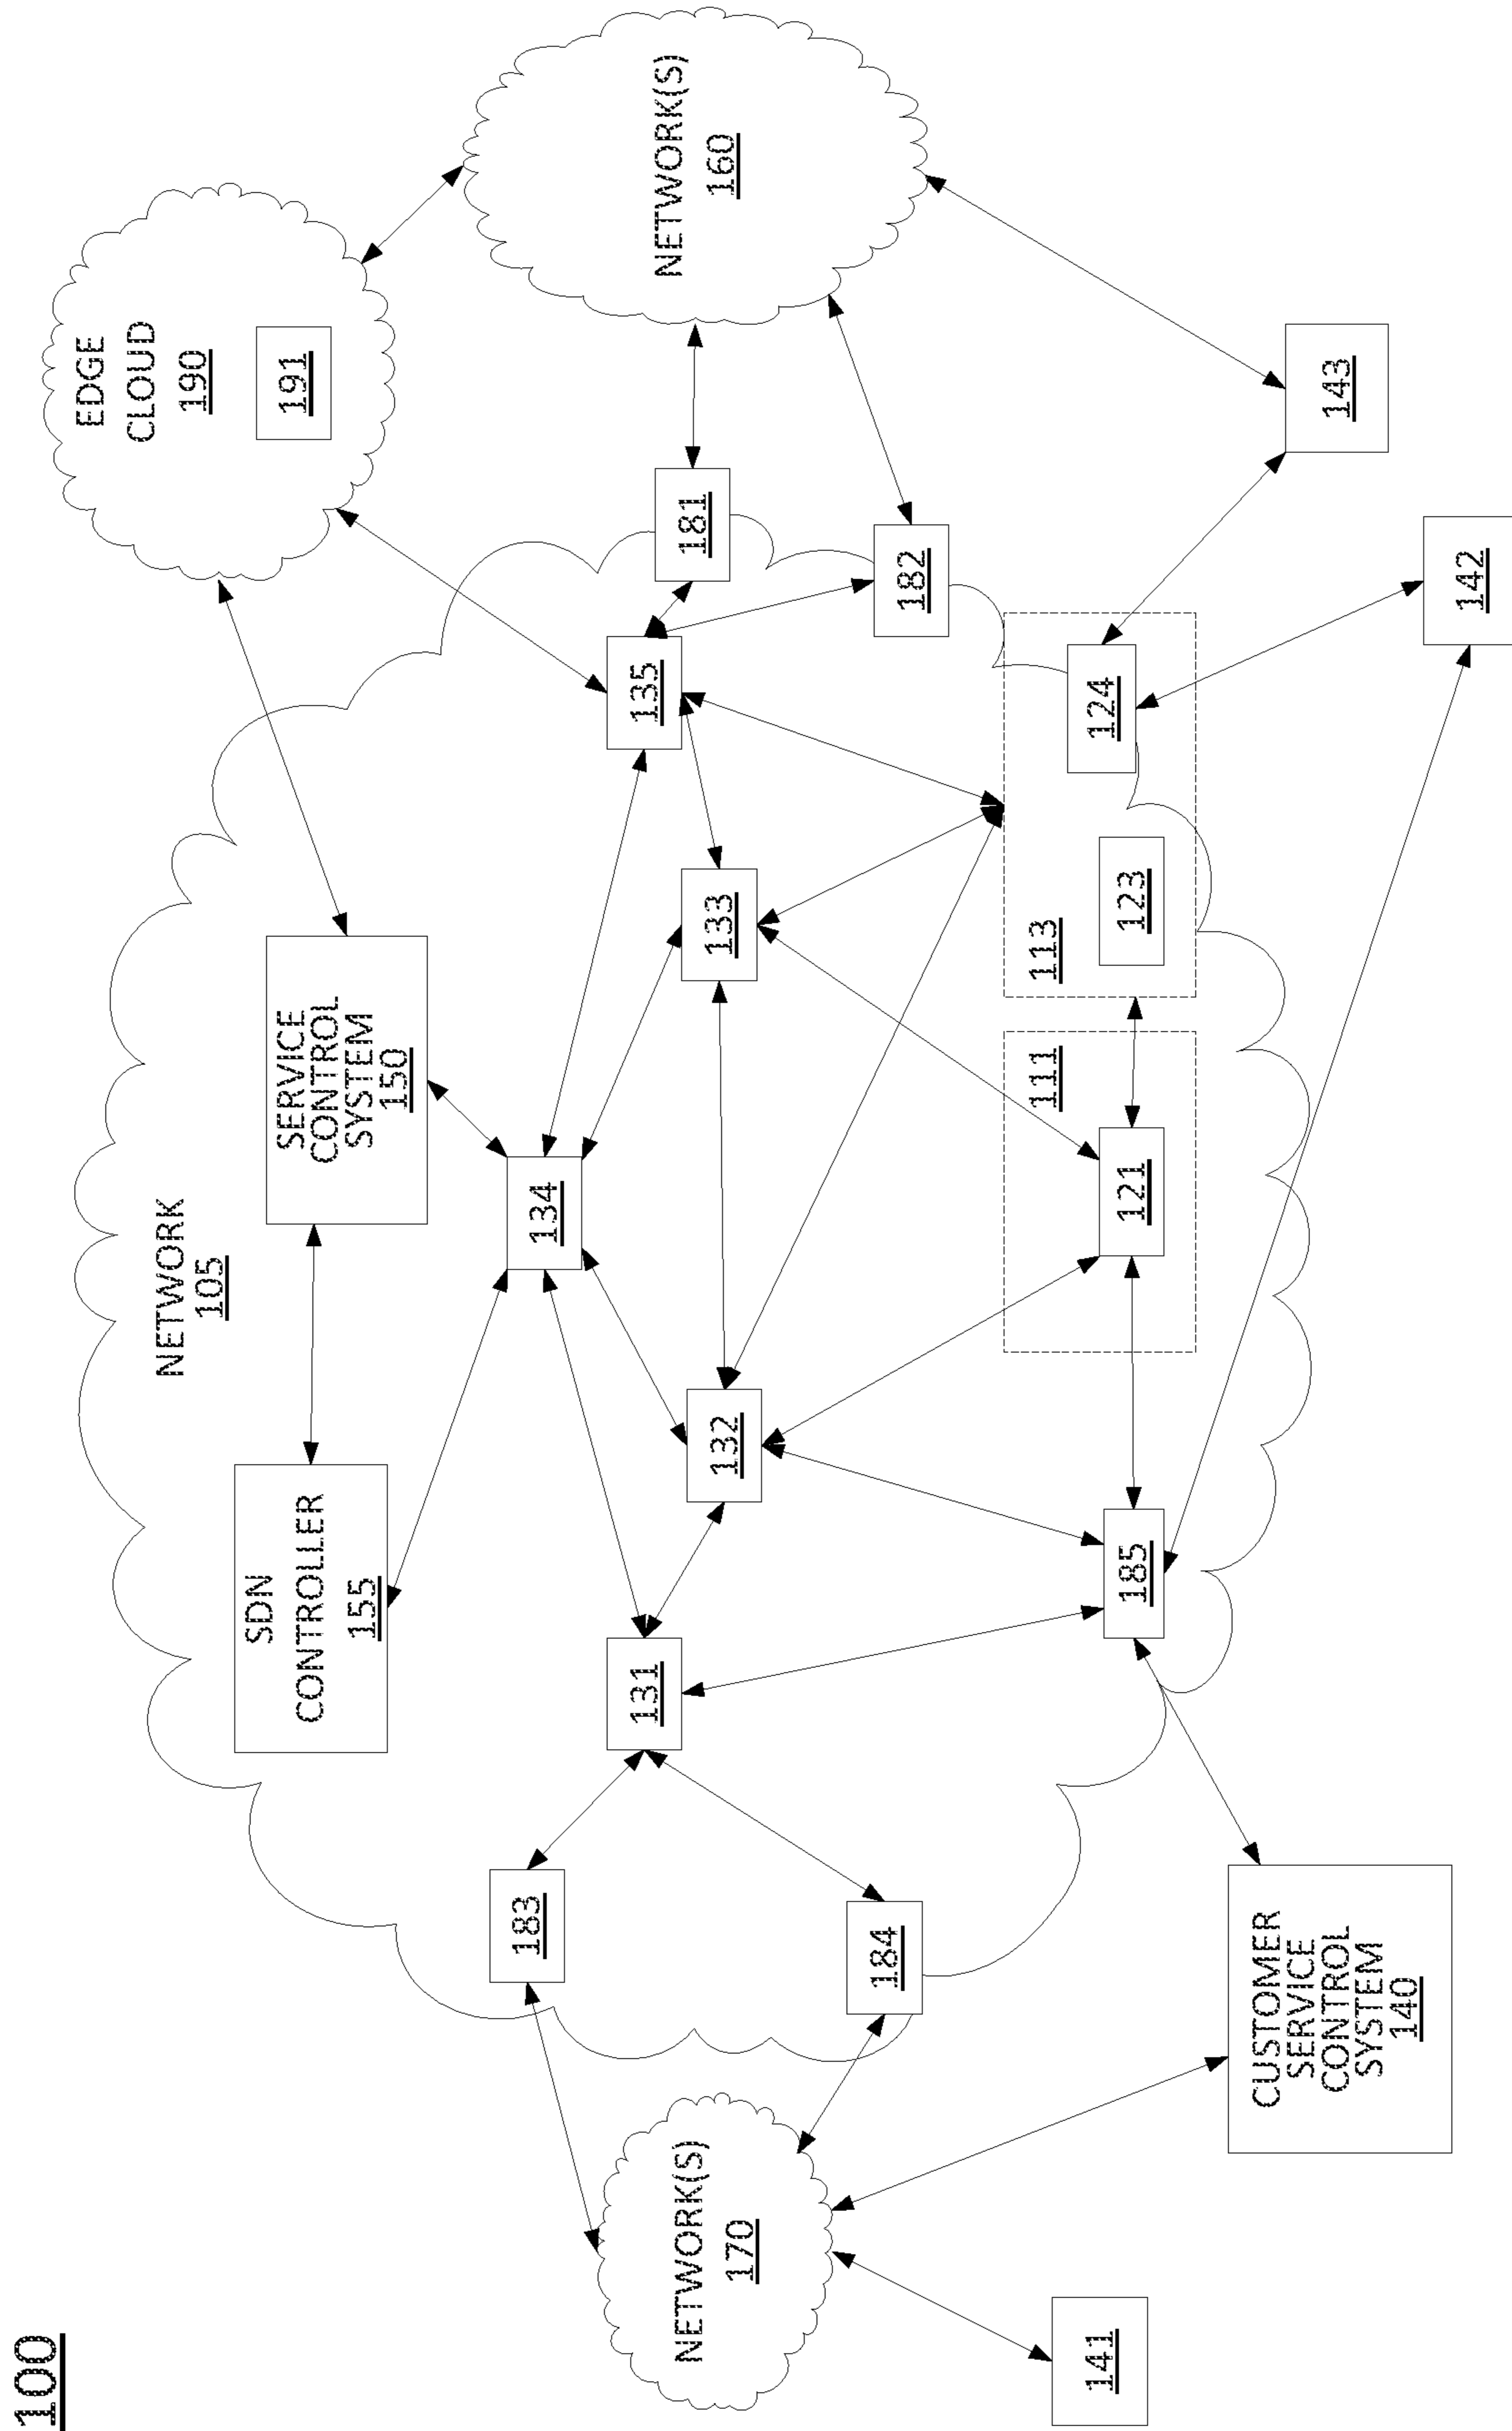 100
NETWORK
105
EDGE
CLOUD
190
191
SDN
CONTROLLER
155
SERVICE
CONTROL
SYSTEM
150
183
134
131
135
181
NETWORK(S)
170
NETWORK(S)
160
132
133
184
182
141
185
121
111
113
123
124
CUSTOMER
SERVICE
CONTROL
SYSTEM
140
143
142